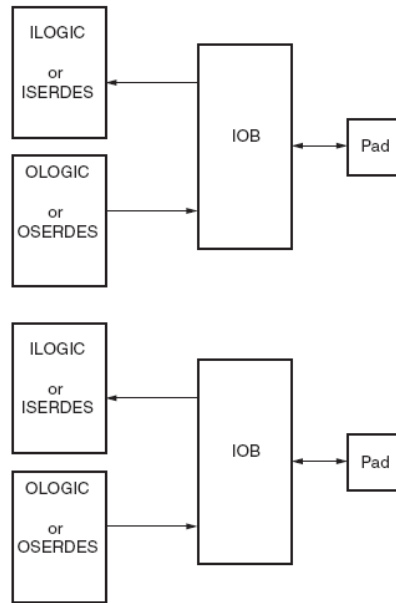 ILOGIC
or
ISERDES
IOB
Pad
OLOGIC
or
OSERDES
ILOGIC
or
ISERDES
IOB
Pad
OLOGIC
or
OSERDES